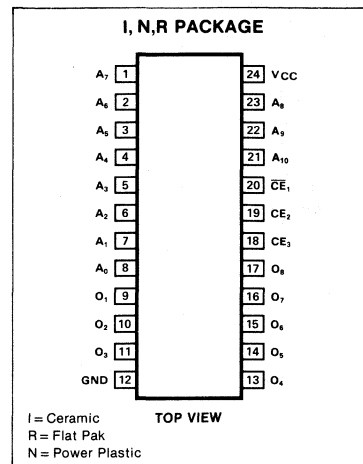 I, N,R PACKAGE
A₇ 1 24 VCC
A₆ 2 23 A₈
A₅ 3 22 A₉
A₄ 4 21 A₁₀
A₃ 5 20 C̅E̅₁
A₂ 6 19 CE₂
A₁ 7 18 CE₃
A₀ 8 17 O₈
O₁ 9 16 O₇
O₂ 10 15 O₆
O₃ 11 14 O₅
GND 12 13 O₄
I = Ceramic TOP VIEW
R = Flat Pak
N = Power Plastic